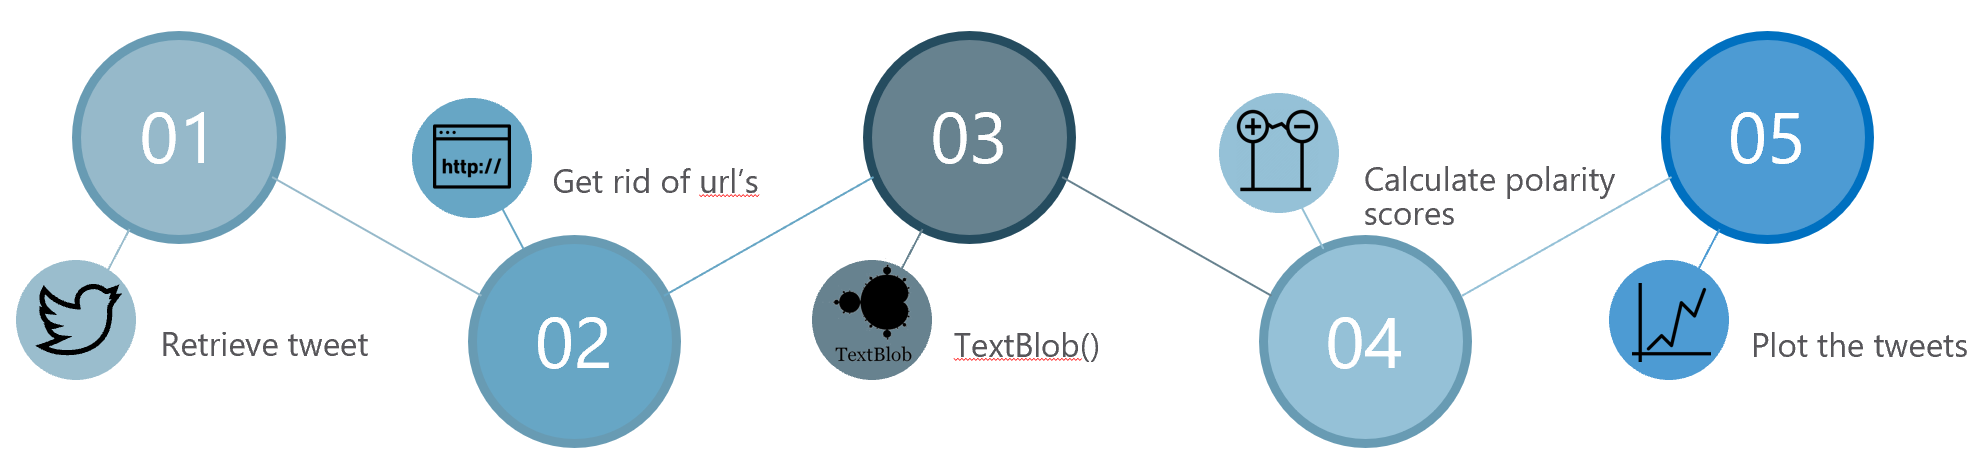 01
Retrieve tweet
http://
Get rid of url’s
02
03
TextBlob
TextBlob()
Calculate polarity
scores
04
05
Plot the tweets